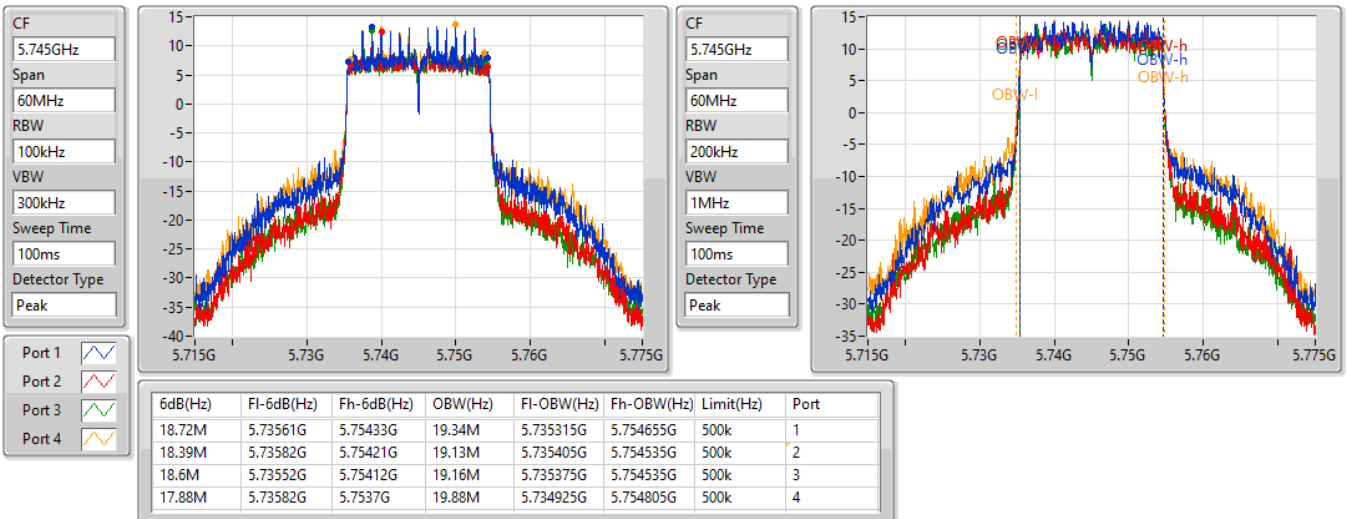 CF
5.745GHz
Span
60MHz
RBW
100kHz
VBW
300kHz
Sweep Time
100ms
Detector Type
Peak
15
10
5
0
-5
-10
-15
-20
-25
-30
-35
-40
5.715G 5.73G 5.74G 5.75G 5.76G 5.775G
CF
5.745GHz
Span
60MHz
RBW
200kHz
VBW
1MHz
Sweep Time
100ms
Detector Type
Peak
15
10
5
0
-5
-10
-15
-20
-25
-30
-35
OBW-h
OBW-h
OBW-h
OBW-l
5.715G 5.73G 5.74G 5.75G 5.76G 5.775G
Port 1
Port 2
Port 3
Port 4
6dB(Hz) Fl-6dB(Hz) Fh-6dB(Hz) OBW(Hz) Fl-OBW(Hz) Fh-OBW(Hz) Limit(Hz) Port
18.72M 5.73561G 5.75433G 19.34M 5.735315G 5.754655G 500k 1
18.39M 5.73582G 5.75421G 19.13M 5.735405G 5.754535G 500k 2
18.6M 5.73552G 5.75412G 19.16M 5.735375G 5.754535G 500k 3
17.88M 5.73582G 5.7537G 19.88M 5.734925G 5.754805G 500k 4